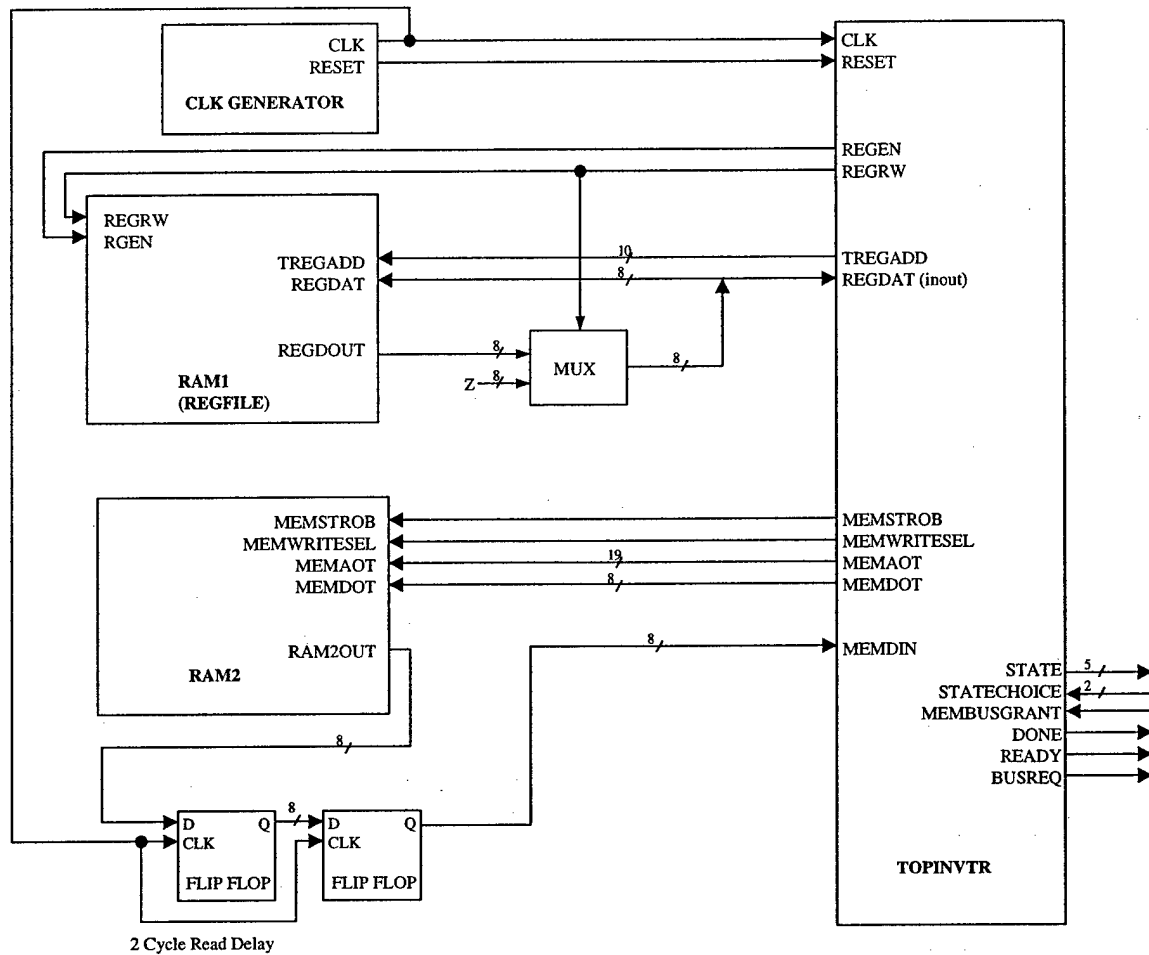 CLK
RESET
CLK GENERATOR
CLK
RESET
REGEN
REGRW
REGRW
RGEN
TREGADD
REGDAT
REGDOUT
RAM1
(REGFILE)
10
8
8
Z
8
MUX
8
TREGADD
REGDAT (inout)
MEMSTROB
MEMWRITESEL
MEMAOT
MEMDOT
RAM2OUT
RAM2
19
8
8
MEMSTROB
MEMWRITESEL
MEMAOT
MEMDOT
MEMDIN
STATE
5
STATECHOICE
2
MEMBUSGRANT
DONE
READY
BUSREQ
TOPINVTR
8
D
Q
CLK
FLIP FLOP
8
D
Q
CLK
FLIP FLOP
2 Cycle Read Delay